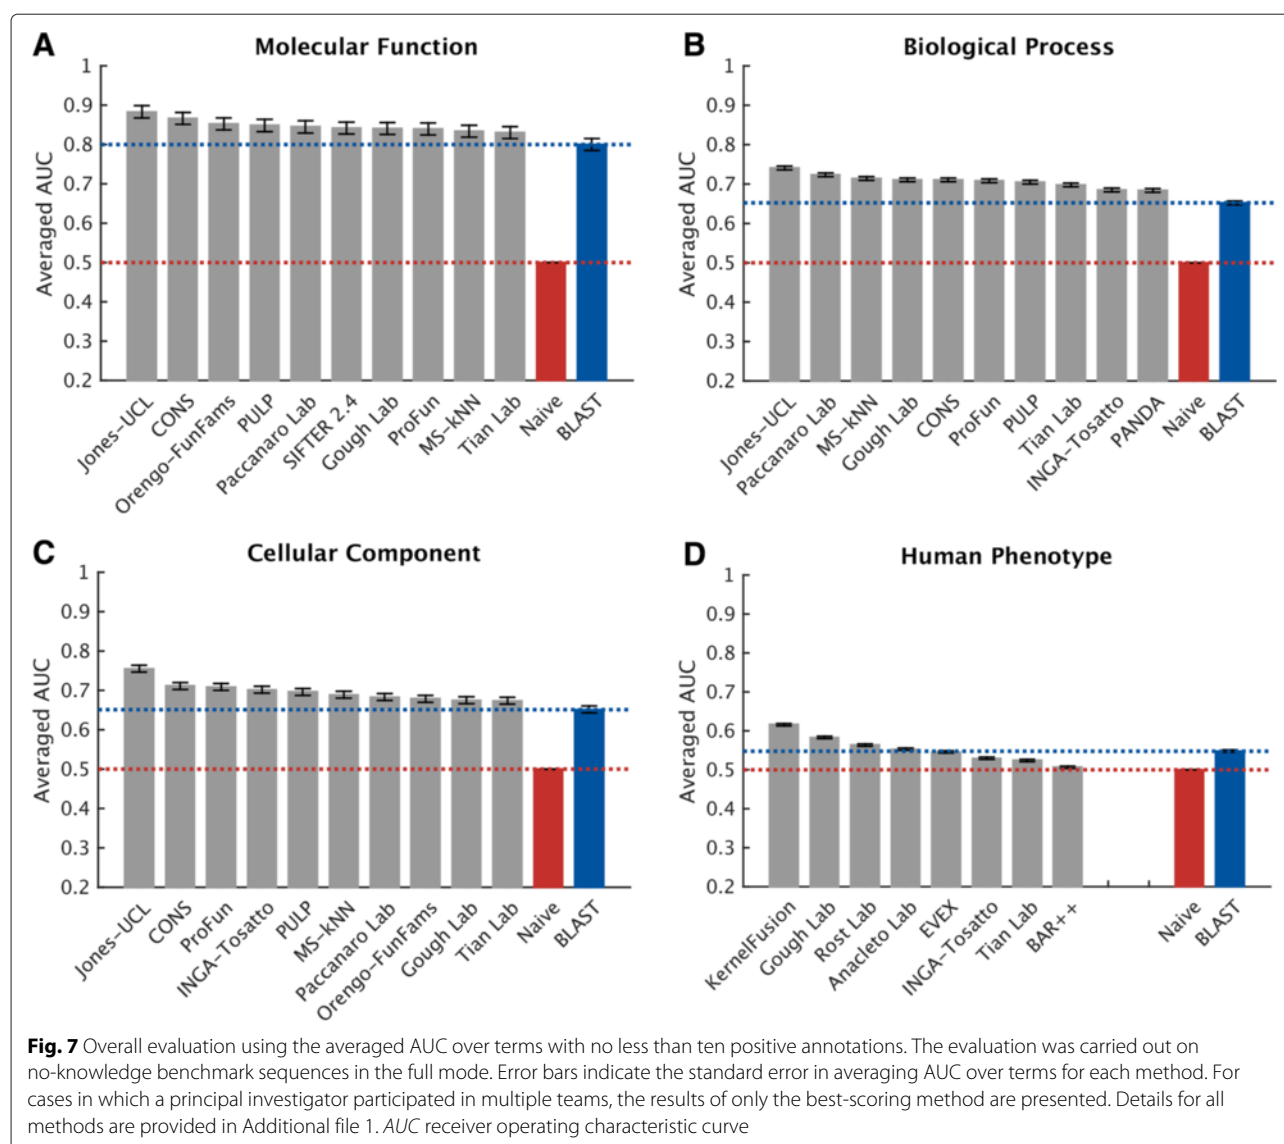 A
Molecular Function
Averaged AUC
1
0.9
0.8
0.7
0.6
0.5
0.4
0.3
0.2
Jones-UCL
CONS
Orengo-FunFams
PULP
Paccanaro Lab
SIFTER 2.4
Gough Lab
ProFun
MS-kNN
Tian Lab
Naive
BLAST
B
Biological Process
Averaged AUC
1
0.9
0.8
0.7
0.6
0.5
0.4
0.3
0.2
Jones-UCL
Paccanaro Lab
MS-kNN
Gough Lab
CONS
ProFun
PULP
Tian Lab
INGA-Tosatto
PANDA
Naive
BLAST
C
Cellular Component
Averaged AUC
1
0.9
0.8
0.7
0.6
0.5
0.4
0.3
0.2
Jones-UCL
CONS
ProFun
INGA-Tosatto
PULP
MS-kNN
Paccanaro Lab
Orengo-FunFams
Gough Lab
Tian Lab
Naive
BLAST
D
Human Phenotype
Averaged AUC
1
0.9
0.8
0.7
0.6
0.5
0.4
0.3
0.2
KernelFusion
Gough Lab
Rost Lab
Anacleto Lab
EVEX
INGA-Tosatto
Tian Lab
BAR++
Naive
BLAST
Fig. 7 Overall evaluation using the averaged AUC over terms with no less than ten positive annotations. The evaluation was carried out on
no-knowledge benchmark sequences in the full mode. Error bars indicate the standard error in averaging AUC over terms for each method. For
cases in which a principal investigator participated in multiple teams, the results of only the best-scoring method are presented. Details for all
methods are provided in Additional file 1. AUC receiver operating characteristic curve